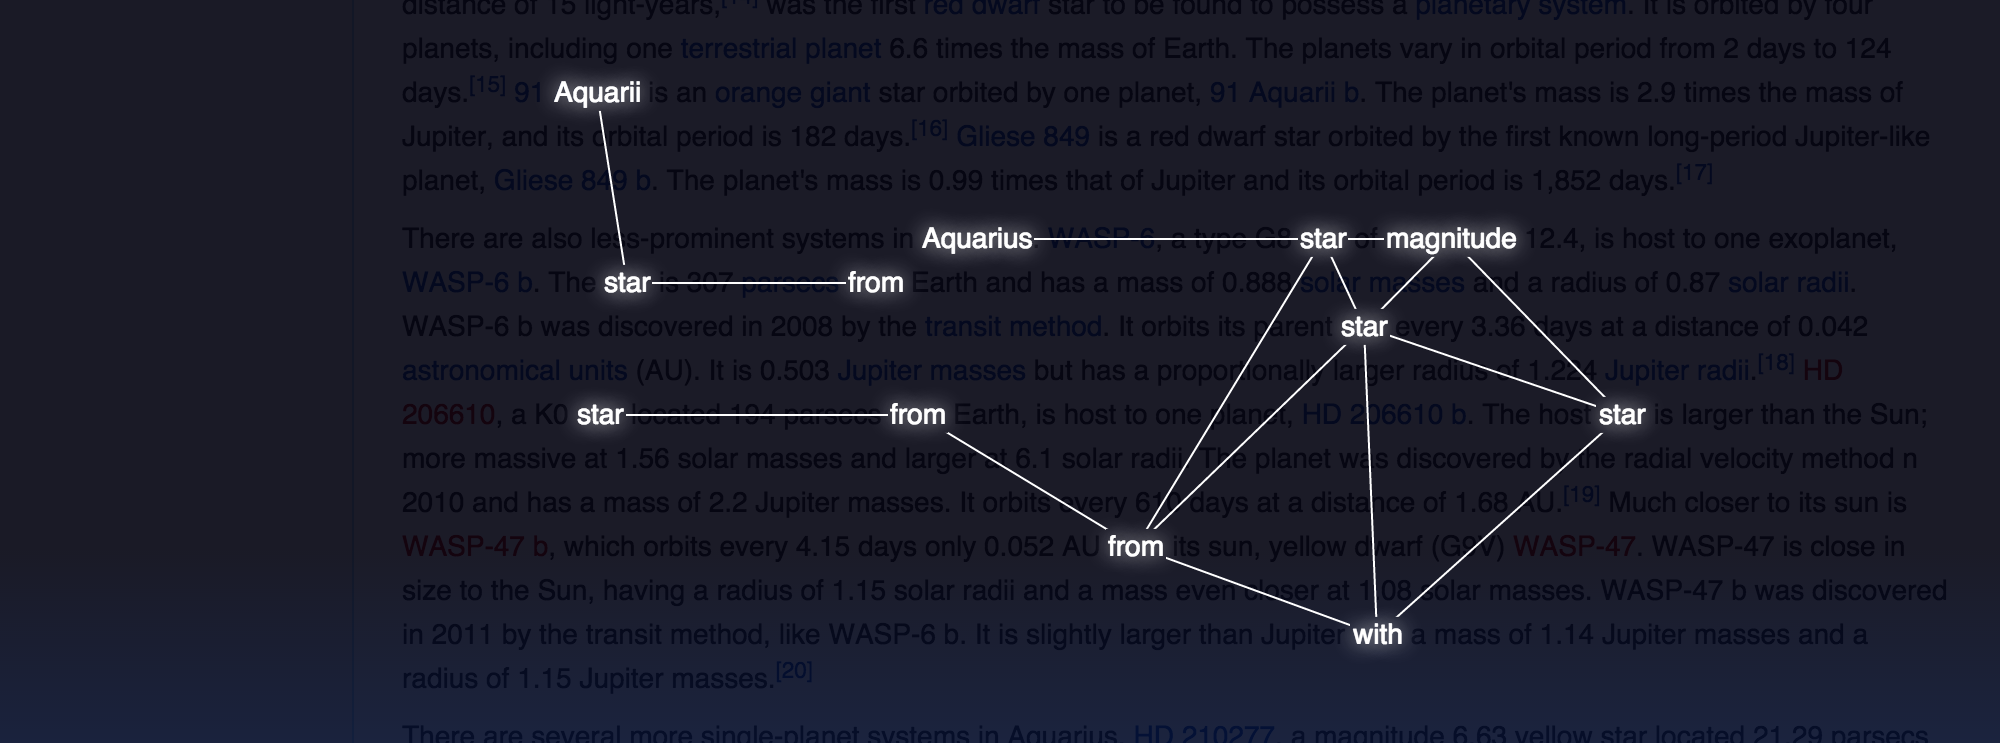 distance of 15 light-years, was the first red dwarf star to be found to possess a planetary system. It is orbited by four
planets, including one terrestrial planet 6.6 times the mass of Earth. The planets vary in orbital period from 2 days to 124
days.[15] 91 Aquarii is an orange giant star orbited by one planet, 91 Aquarii b. The planet's mass is 2.9 times the mass of
Jupiter, and its orbital period is 182 days.[16] Gliese 849 is a red dwarf star orbited by the first known long-period Jupiter-like
planet, Gliese 849 b. The planet's mass is 0.99 times that of Jupiter and its orbital period is 1,852 days.[17]
There are also less-prominent systems in Aquarius WASP-6, a type G8 star of magnitude 12.4, is host to one exoplanet,
WASP-6 b. The star is 307 parsecs from Earth and has a mass of 0.888 solar masses and a radius of 0.87 solar radii.
WASP-6 b was discovered in 2008 by the transit method. It orbits its parent star every 3.36 days at a distance of 0.042
astronomical units (AU). It is 0.503 Jupiter masses but has a proportionally larger radius of 1.224 Jupiter radii.[18] HD
206610, a K0 star located 194 parsecs from Earth, is host to one planet, HD 206610 b. The host star is larger than the Sun;
more massive at 1.56 solar masses and larger at 6.1 solar radii. The planet was discovered by the radial velocity method n
2010 and has a mass of 2.2 Jupiter masses. It orbits every 610 days at a distance of 1.68 AU.[19] Much closer to its sun is
WASP-47 b, which orbits every 4.15 days only 0.052 AU from its sun, yellow dwarf (G9V) WASP-47. WASP-47 is close in
size to the Sun, having a radius of 1.15 solar radii and a mass even closer at 1.08 solar masses. WASP-47 b was discovered
in 2011 by the transit method, like WASP-6 b. It is slightly larger than Jupiter with a mass of 1.14 Jupiter masses and a
radius of 1.15 Jupiter masses.[20]
There are several more single-planet systems in Aquarius. HD 210277, a magnitude 6.63 yellow star located 21.29 parsecs